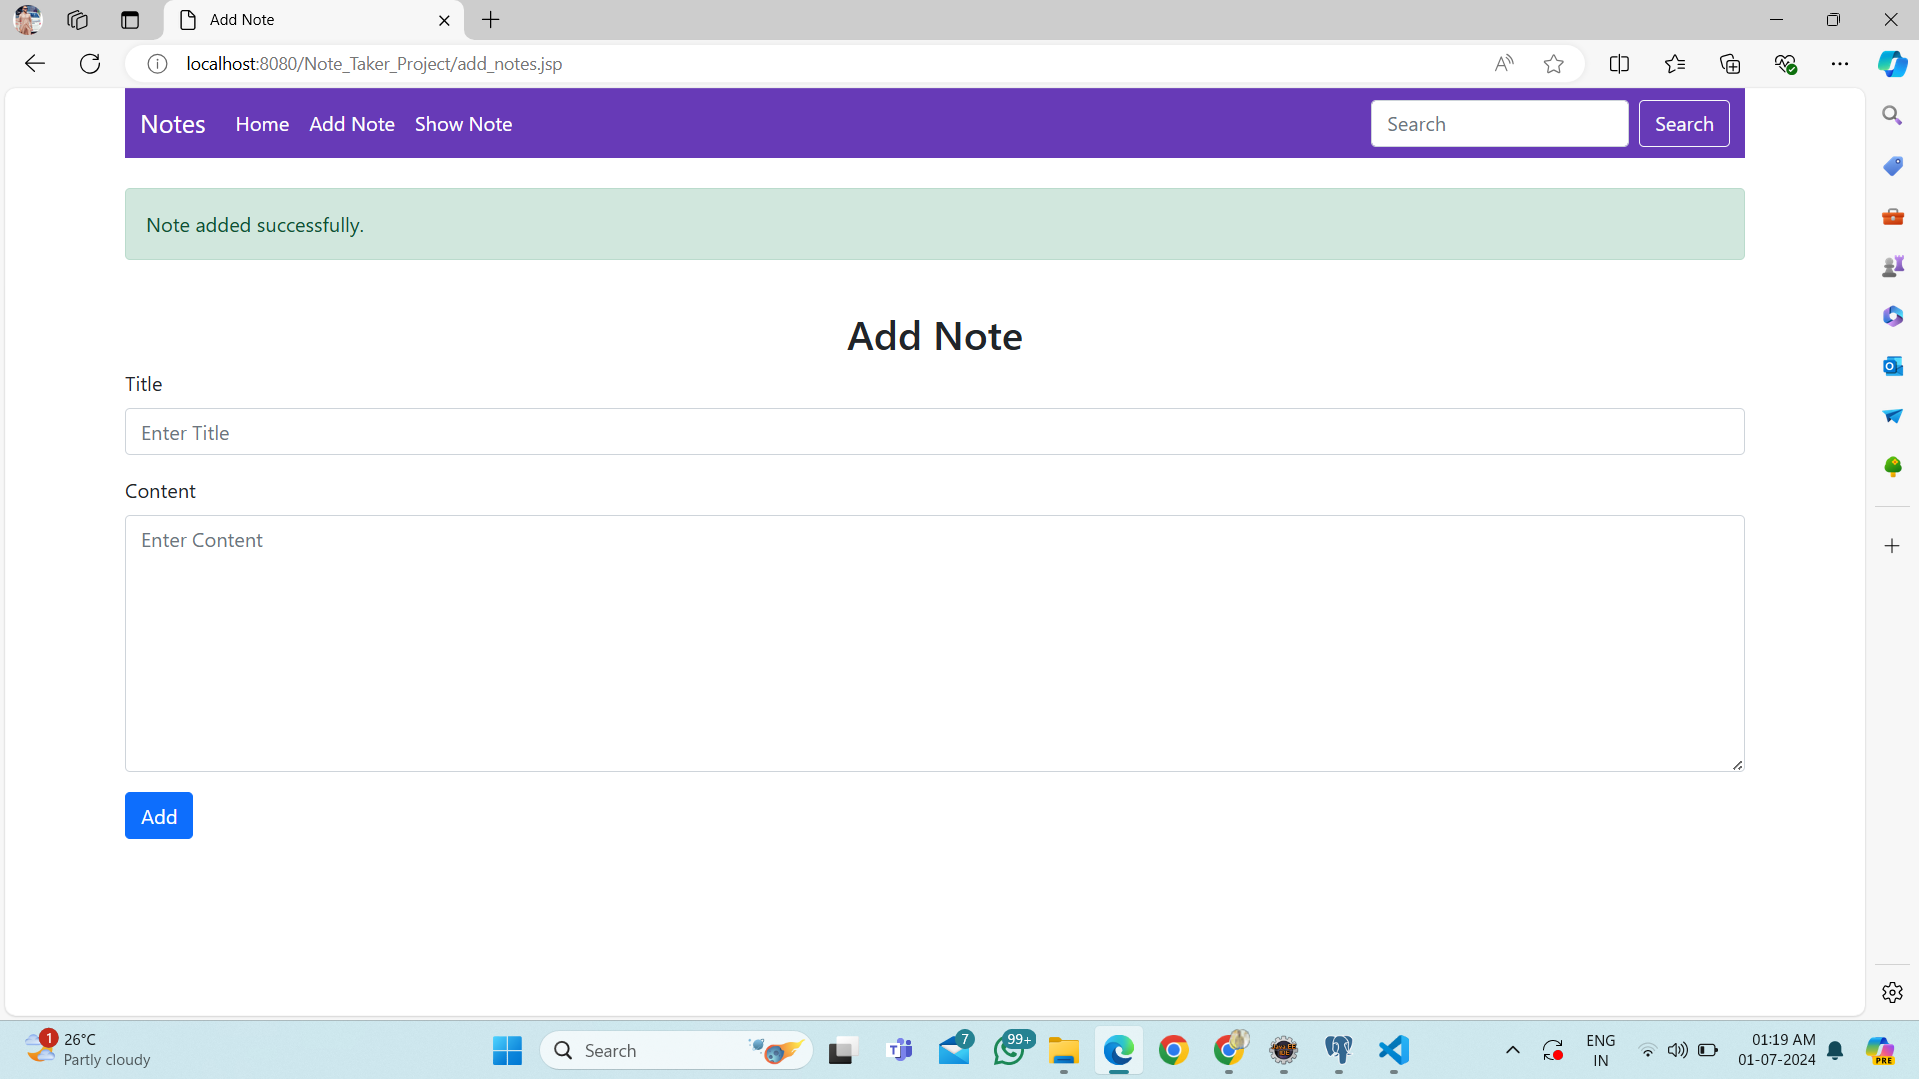 Add Note
localhost:8080/Note_Taker_Project/add_notes.jsp
Notes Home Add Note Show Note Search Search
Note added successfully.
Add Note
Title
Enter Title
Content
Enter Content
Add
1 26°C
Partly cloudy
Search
7
99+
ENG
IN
01:19 AM
01-07-2024
PRE